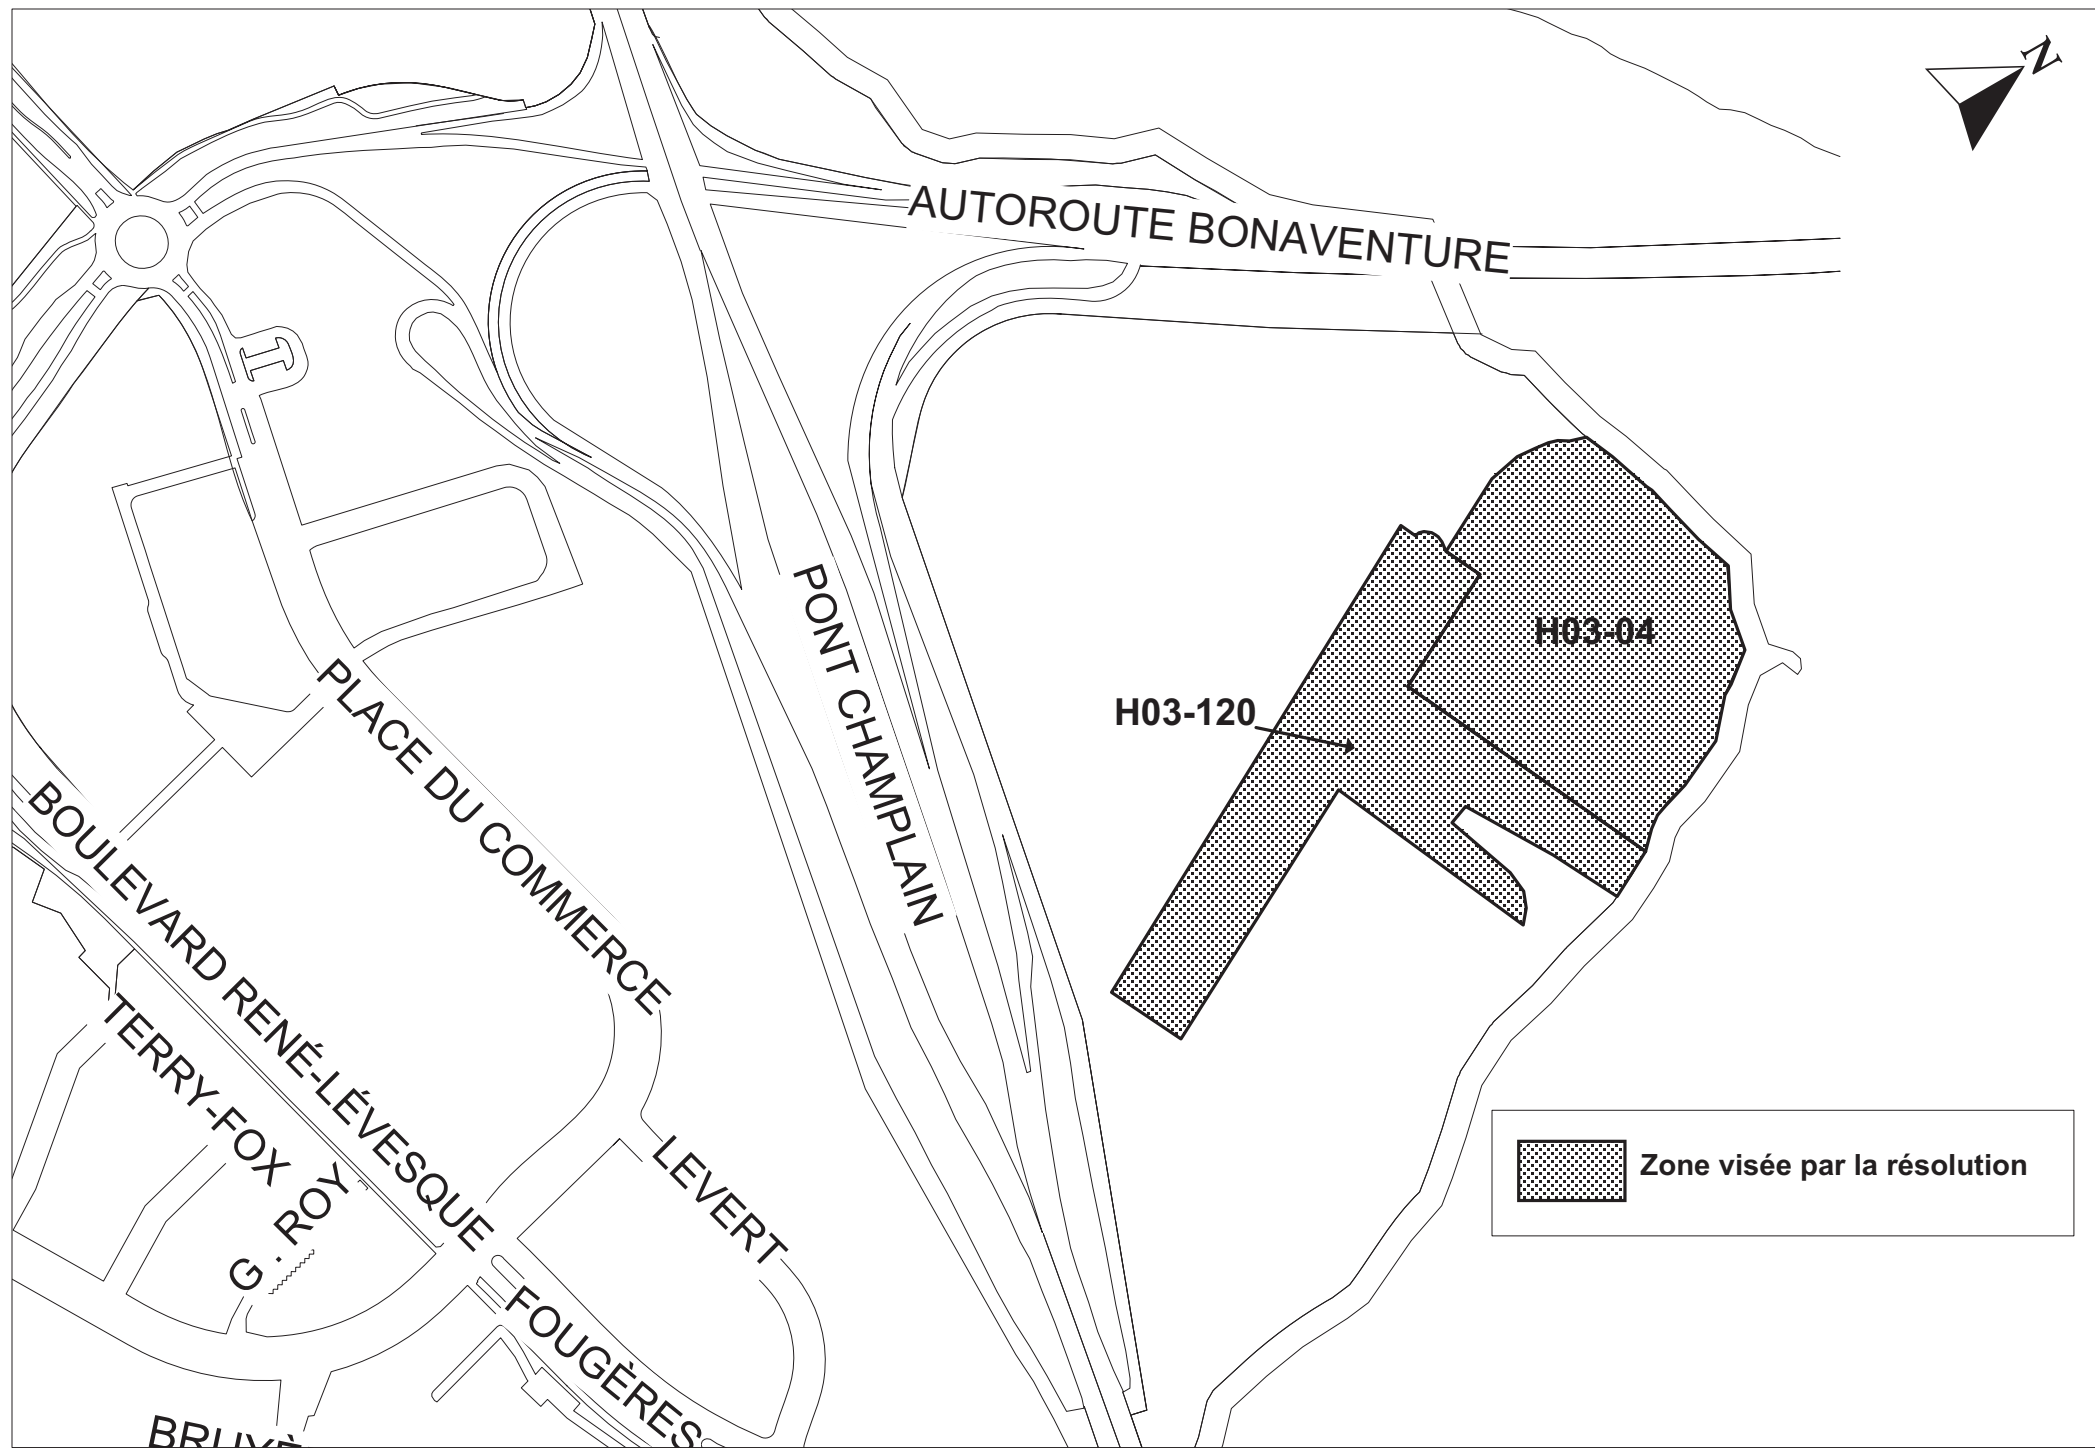 N
AUTOROUTE BONAVENTURE
PONT CHAMPLAIN
H03-04
H03-120
PLACE DU COMMERCE
BOULEVARD RENÉ-LÉVESQUE
TERRY-FOX
G. ROY
LEVERT
FOUGÈRES
BRUYÈ
Zone visée par la résolution